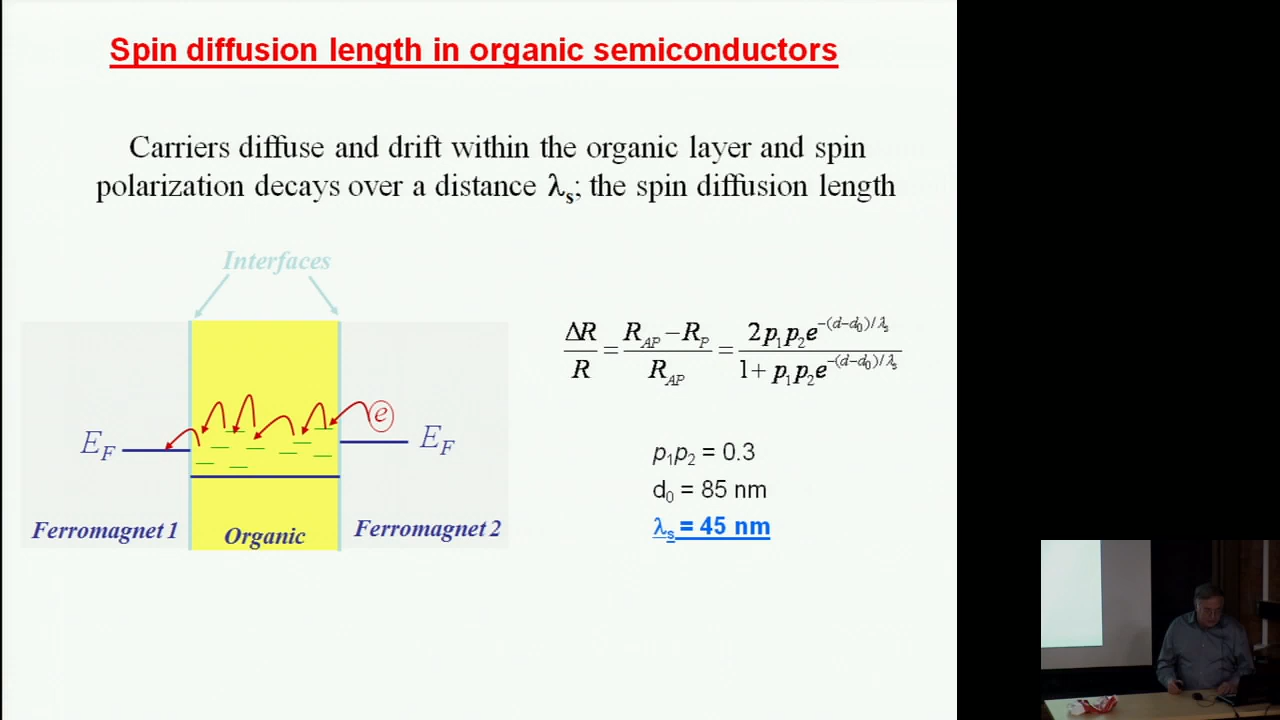 Spin diffusion length in organic semiconductors
Carriers diffuse and drift within the organic layer and spin
polarization decays over a distance λs; the spin diffusion length
Interfaces
ΔR/R = (R_AP − R_P)/R_AP = 2p₁p₂e^(−(d−d₀)/λs) / (1 + p₁p₂e^(−(d−d₀)/λs))
e
E_F
E_F
p₁p₂ = 0.3
d₀ = 85 nm
λs = 45 nm
Ferromagnet 1
Organic
Ferromagnet 2